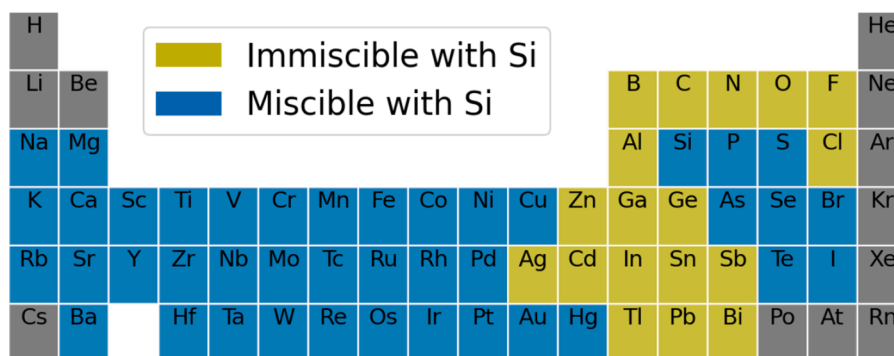 H He
Immiscible with Si
Li Be B C N O F Ne
Miscible with Si
Na Mg Al Si P S Cl Ar
K Ca Sc Ti V Cr Mn Fe Co Ni Cu Zn Ga Ge As Se Br Kr
Rb Sr Y Zr Nb Mo Tc Ru Rh Pd Ag Cd In Sn Sb Te I Xe
Cs Ba Hf Ta W Re Os Ir Pt Au Hg Tl Pb Bi Po At Rn